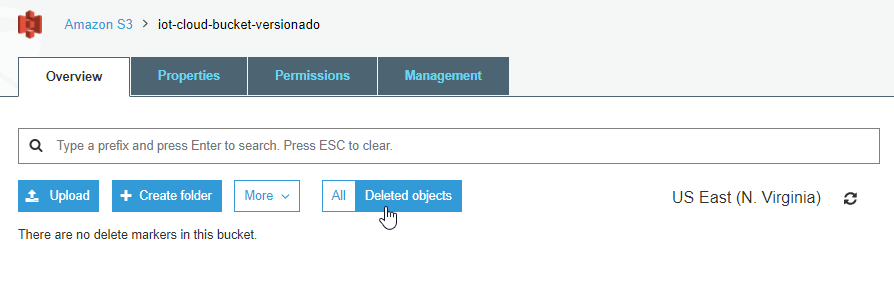 Amazon S3 > iot-cloud-bucket-versionado
Overview Properties Permissions Management
Type a prefix and press Enter to search. Press ESC to clear.
Upload + Create folder More All Deleted objects US East (N. Virginia)
There are no delete markers in this bucket.